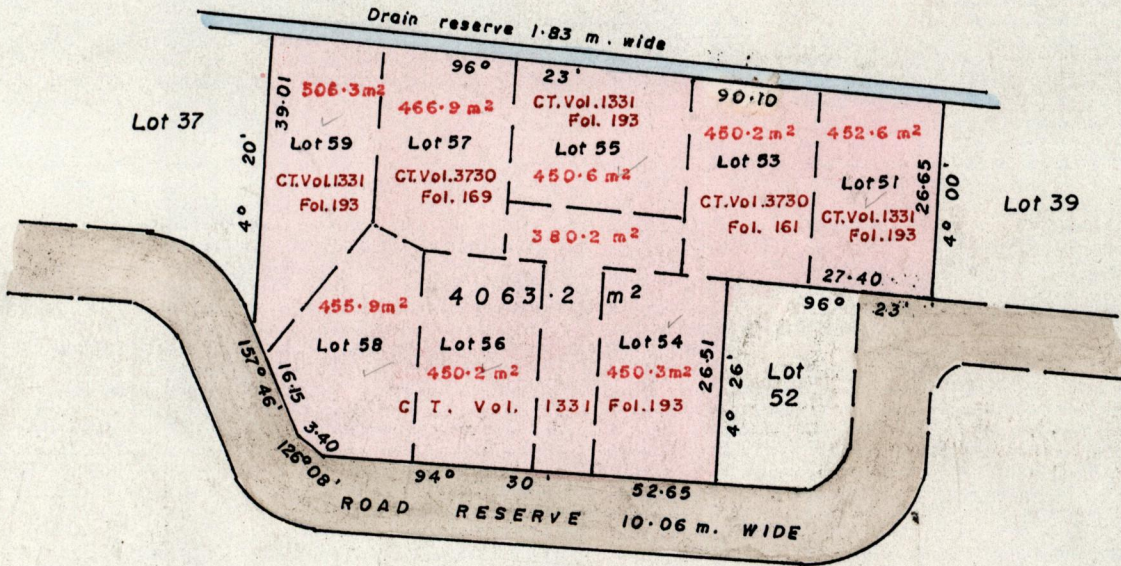 Drain reserve 1·83 m. wide
96° 23'
90·10
Lot 37
4° 20'
39·01
506·3m²
Lot 59
CT.Vol.1331
Fol.193
466·9 m²
Lot 57
CT.Vol.3730
Fol. 169
CT.Vol.1331
Fol. 193
Lot 55
450·6 m²
380·2 m²
450·2 m²
Lot 53
CT.Vol.3730
Fol. 161
452·6 m²
Lot 51
CT.Vol.1331
Fol.193
26·65
4° 00'
Lot 39
27·40
96° 23'
4063·2 m²
455·9m²
Lot 58
Lot 56
450·2 m²
Lot 54
450·3m²
C T. Vol. 1331 Fol.193
26·51
4° 26'
Lot
52
157° 46'
16·15
3·40
126° 08'
94° 30'
52·65
ROAD RESERVE 10·06 m. WIDE